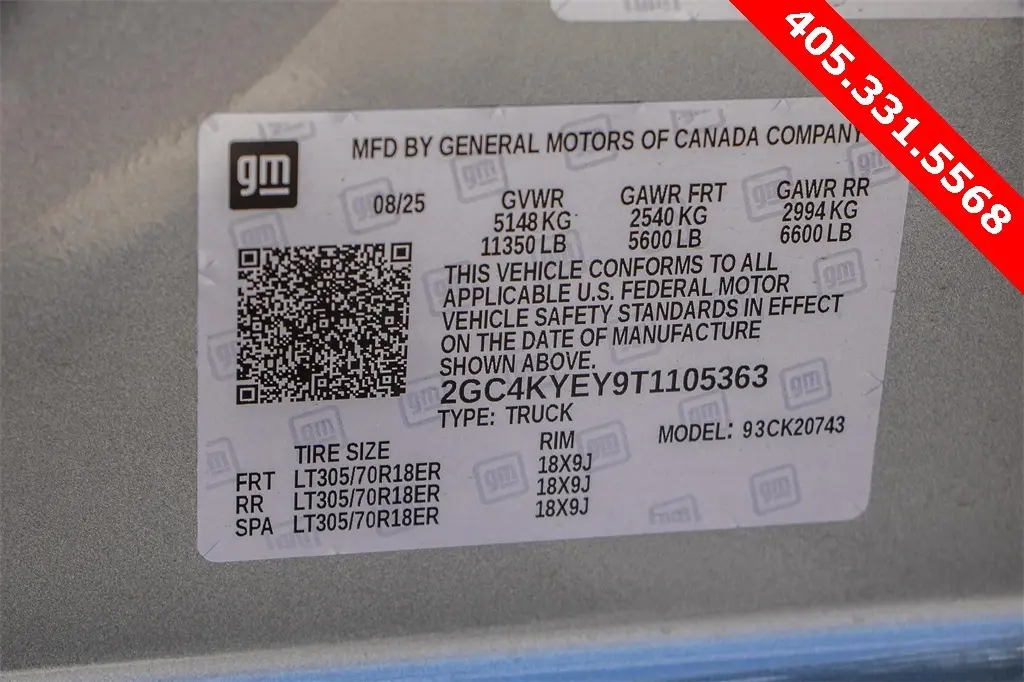 405.331.5568
gm
MFD BY GENERAL MOTORS OF CANADA COMPANY
08/25
GVWR GAWR FRT GAWR RR
5148 KG 2540 KG 2994 KG
11350 LB 5600 LB 6600 LB
THIS VEHICLE CONFORMS TO ALL
APPLICABLE U.S. FEDERAL MOTOR
VEHICLE SAFETY STANDARDS IN EFFECT
ON THE DATE OF MANUFACTURE
SHOWN ABOVE.
2GC4KYEY9T1105363
TYPE: TRUCK
MODEL: 93CK20743
TIRE SIZE RIM
FRT LT305/70R18ER 18X9J
RR LT305/70R18ER 18X9J
SPA LT305/70R18ER 18X9J